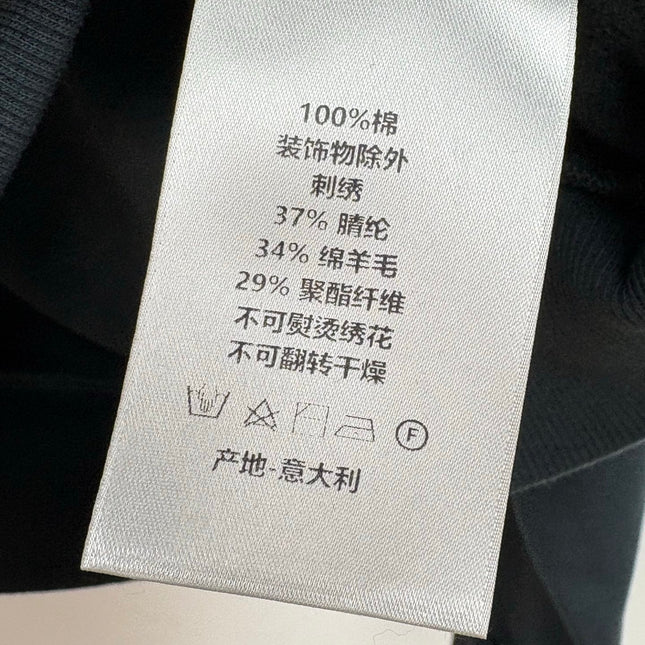 100%棉
装饰物除外
刺绣
37% 腈纶
34% 绵羊毛
29% 聚酯纤维
不可熨烫绣花
不可翻转干燥
F
产地-意大利